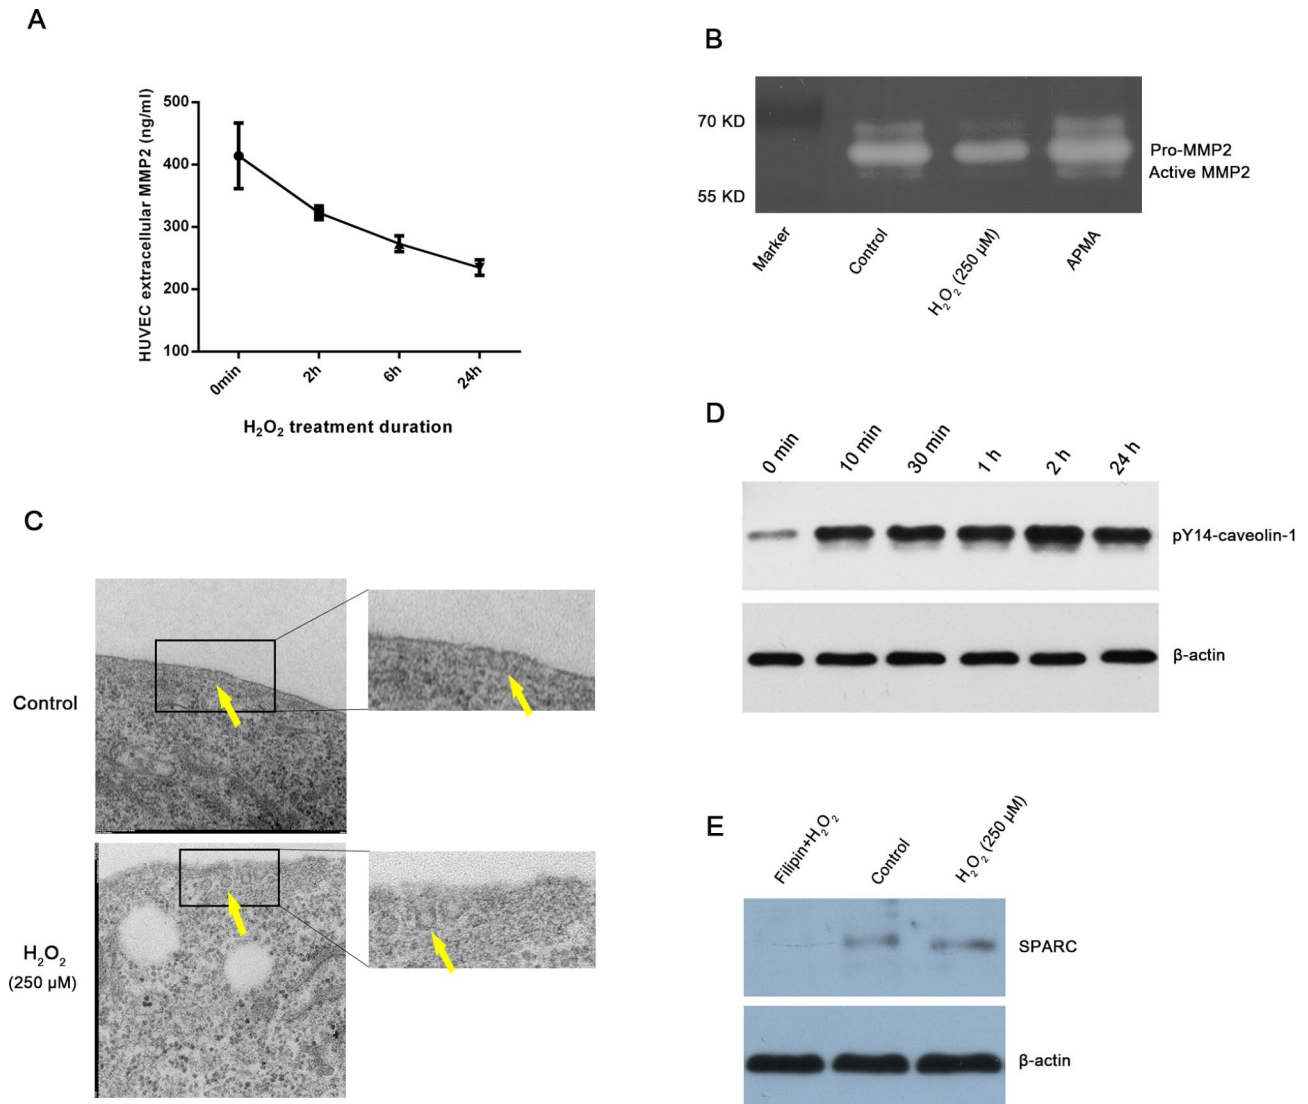 A
HUVEC extracellular MMP2 (ng/ml)
500
400
300
200
100
0min
2h
6h
24h
H₂O₂ treatment duration
B
70 KD
55 KD
Pro-MMP2
Active MMP2
Marker
Control
H₂O₂ (250 µM)
APMA
C
Control
H₂O₂
(250 µM)
D
0 min
10 min
30 min
1 h
2 h
24 h
pY14-caveolin-1
β-actin
E
Filipin+H₂O₂
Control
H₂O₂ (250 µM)
SPARC
β-actin